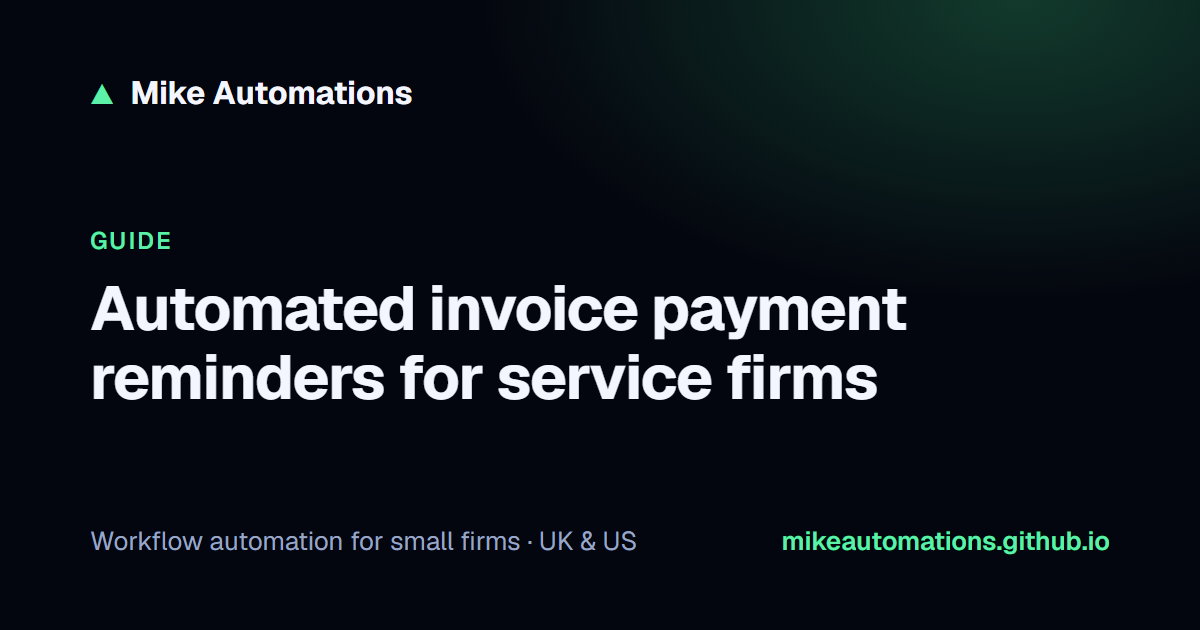 Mike Automations
GUIDE
Automated invoice payment
reminders for service firms
Workflow automation for small firms · UK & US
mikeautomations.github.io